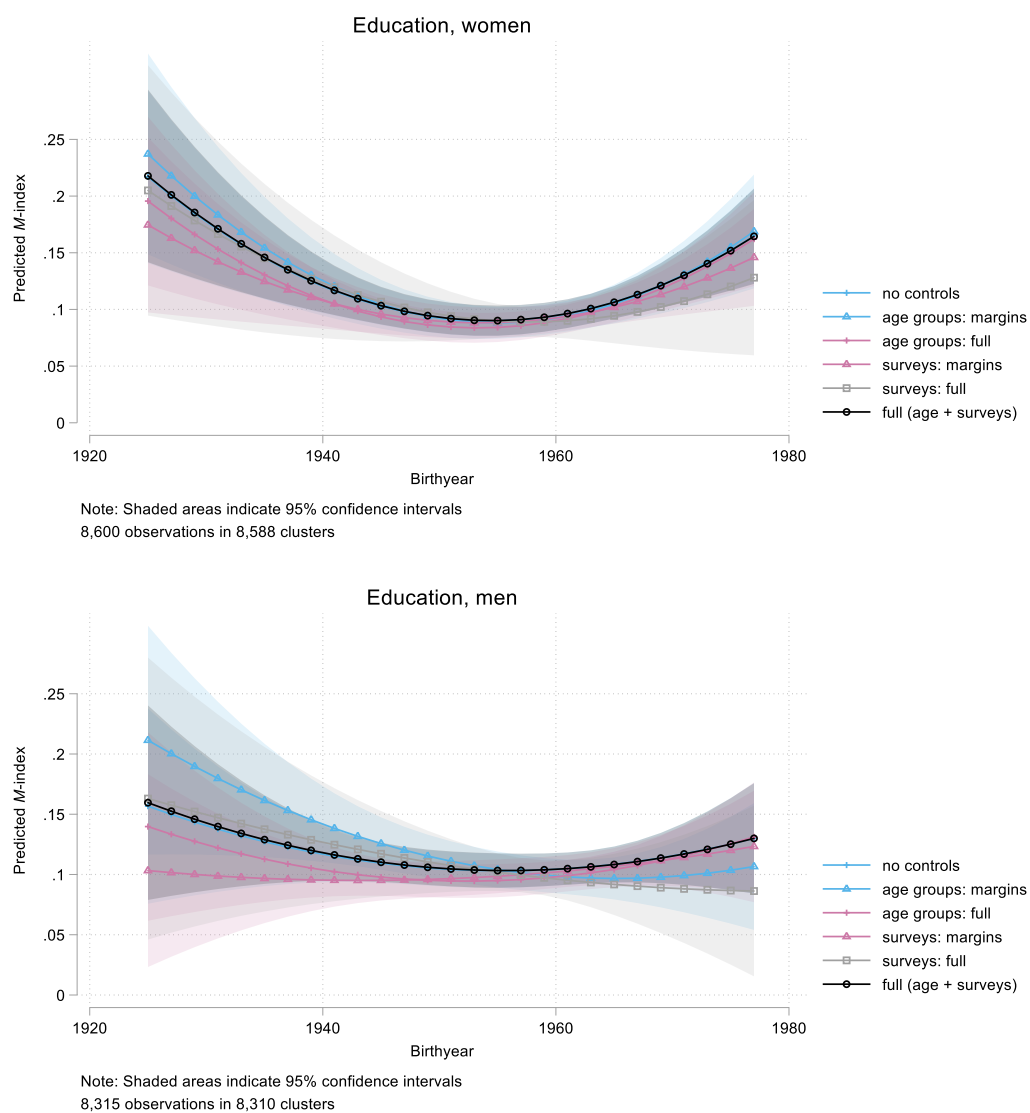 Education, women
Predicted M-index
.25
.2
.15
.1
.05
0
1920 1940 1960 1980
Birthyear
no controls
age groups: margins
age groups: full
surveys: margins
surveys: full
full (age + surveys)
Note: Shaded areas indicate 95% confidence intervals
8,600 observations in 8,588 clusters
Education, men
Predicted M-index
.25
.2
.15
.1
.05
0
1920 1940 1960 1980
Birthyear
no controls
age groups: margins
age groups: full
surveys: margins
surveys: full
full (age + surveys)
Note: Shaded areas indicate 95% confidence intervals
8,315 observations in 8,310 clusters